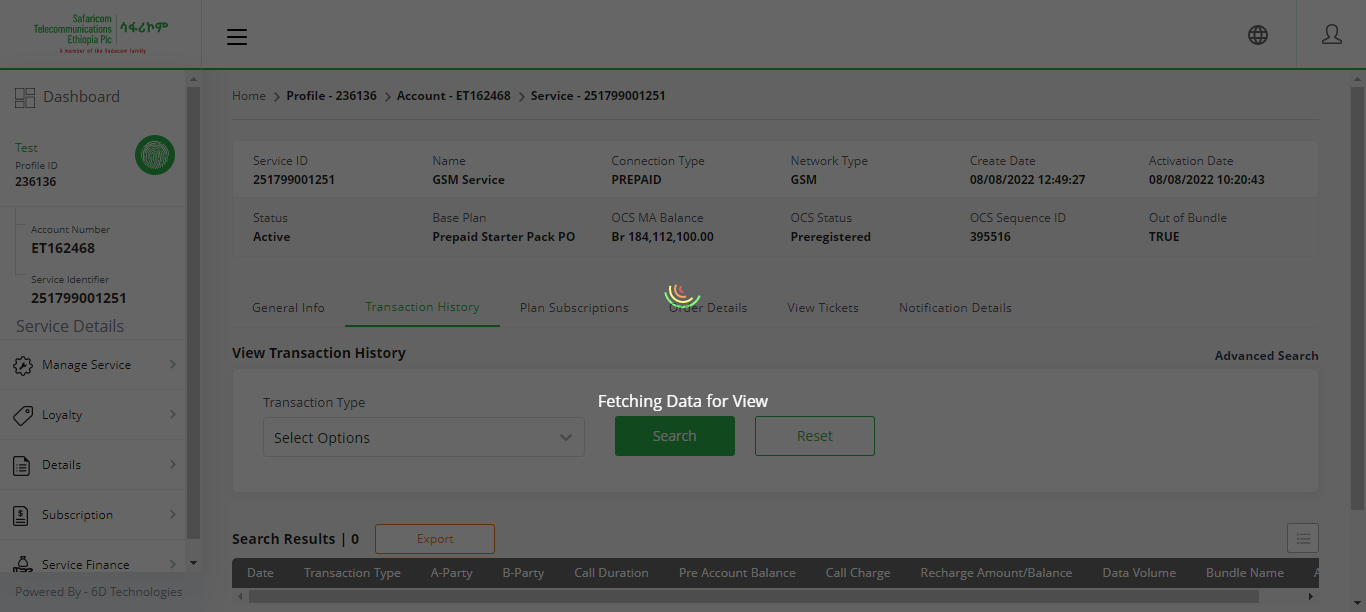 Safaricom
Telecommunications
Ethiopia Plc
ሳፋሪኮም
A member of the Vodacom family
Dashboard
Test
Profile ID
236136
Account Number
ET162468
Service Identifier
251799001251
Service Details
Manage Service
Loyalty
Details
Subscription
Service Finance
Powered By - 6D Technologies
Home > Profile - 236136 > Account - ET162468 > Service - 251799001251
Service ID Name Connection Type Network Type Create Date Activation Date
251799001251 GSM Service PREPAID GSM 08/08/2022 12:49:27 08/08/2022 10:20:43
Status Base Plan OCS MA Balance OCS Status OCS Sequence ID Out of Bundle
Active Prepaid Starter Pack PO Br 184,112,100.00 Preregistered 395516 TRUE
General Info Transaction History Plan Subscriptions Order Details View Tickets Notification Details
View Transaction History Advanced Search
Transaction Type
Fetching Data for View
Select Options Search Reset
Search Results | 0 Export
Date Transaction Type A-Party B-Party Call Duration Pre Account Balance Call Charge Recharge Amount/Balance Data Volume Bundle Name